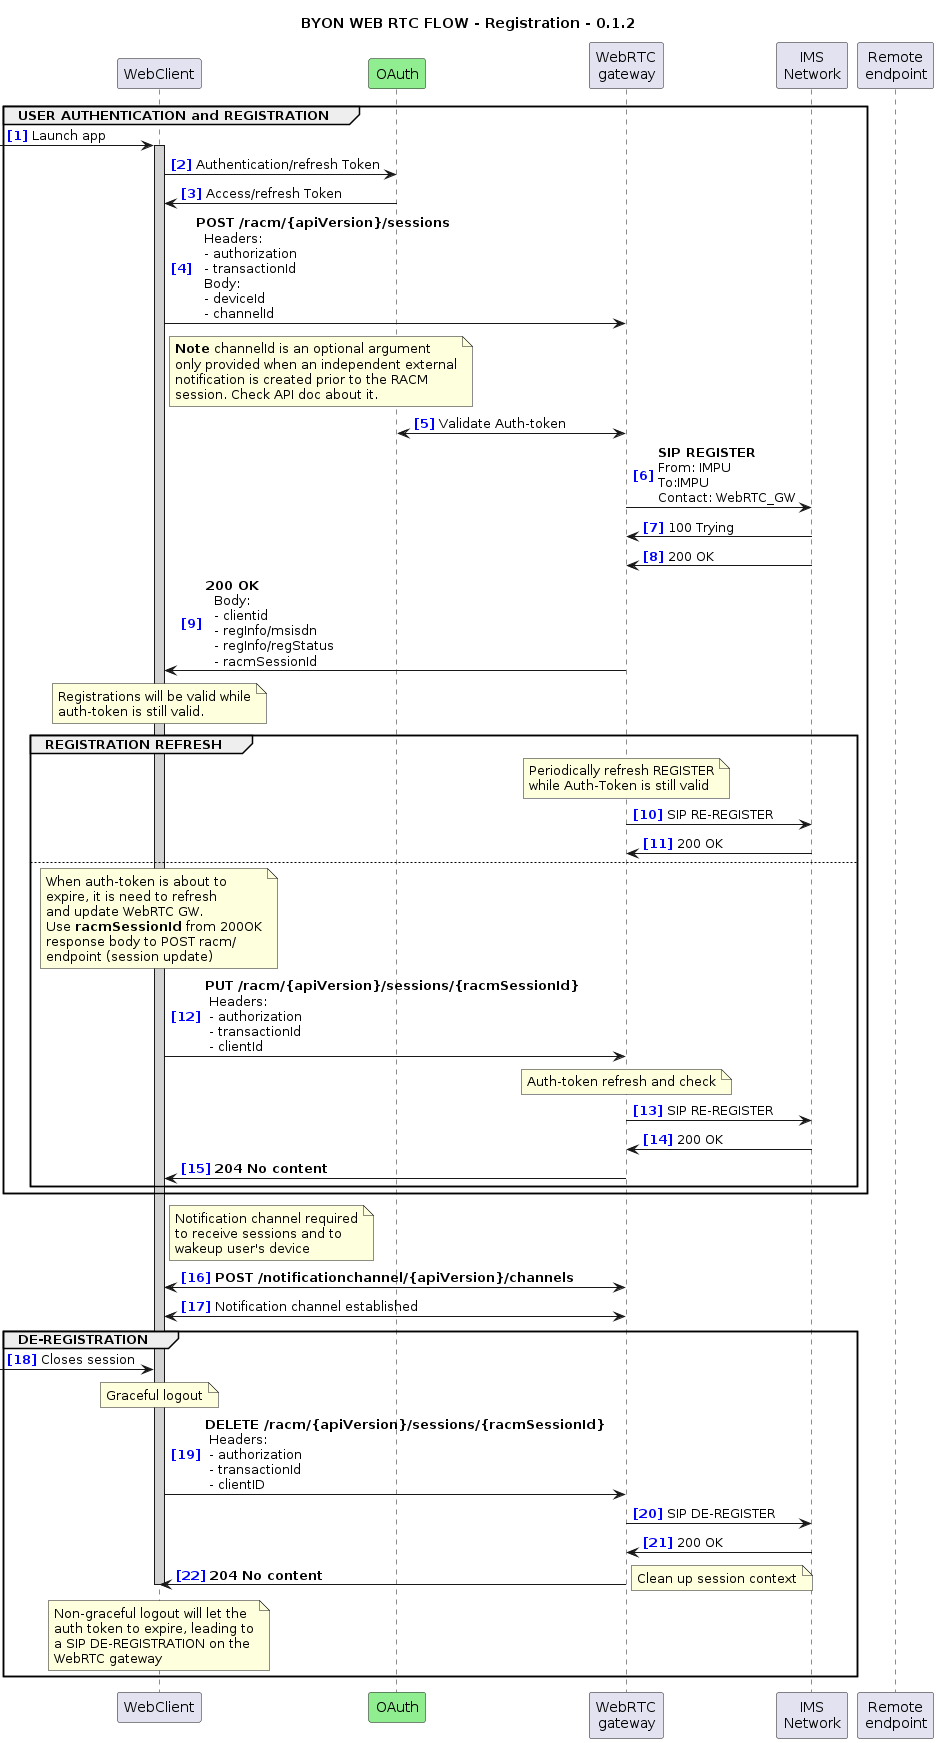 BYON WEB RTC FLOW - Registration - 0.1.2
WebClient
OAuth
WebRTC
gateway
IMS
Network
Remote
endpoint
USER AUTHENTICATION and REGISTRATION
[1] Launch app
[2] Authentication/refresh Token
[3] Access/refresh Token
POST /racm/{apiVersion}/sessions
Headers:
- authorization
[4] - transactionId
Body:
- deviceId
- channelId
Note channelId is an optional argument
only provided when an independent external
notification is created prior to the RACM
session. Check API doc about it.
[5] Validate Auth-token
SIP REGISTER
From: IMPU
[6] To:IMPU
Contact: WebRTC_GW
[7] 100 Trying
[8] 200 OK
200 OK
Body:
- clientid
[9] - regInfo/msisdn
- regInfo/regStatus
- racmSessionId
Registrations will be valid while
auth-token is still valid.
REGISTRATION REFRESH
Periodically refresh REGISTER
while Auth-Token is still valid
[10] SIP RE-REGISTER
[11] 200 OK
When auth-token is about to
expire, it is need to refresh
and update WebRTC GW.
Use racmSessionId from 200OK
response body to POST racm/
endpoint (session update)
PUT /racm/{apiVersion}/sessions/{racmSessionId}
Headers:
[12] - authorization
- transactionId
- clientId
Auth-token refresh and check
[13] SIP RE-REGISTER
[14] 200 OK
[15] 204 No content
Notification channel required
to receive sessions and to
wakeup user's device
[16] POST /notificationchannel/{apiVersion}/channels
[17] Notification channel established
DE-REGISTRATION
[18] Closes session
Graceful logout
DELETE /racm/{apiVersion}/sessions/{racmSessionId}
Headers:
[19] - authorization
- transactionId
- clientID
[20] SIP DE-REGISTER
[21] 200 OK
[22] 204 No content
Clean up session context
Non-graceful logout will let the
auth token to expire, leading to
a SIP DE-REGISTRATION on the
WebRTC gateway
WebClient
OAuth
WebRTC
gateway
IMS
Network
Remote
endpoint